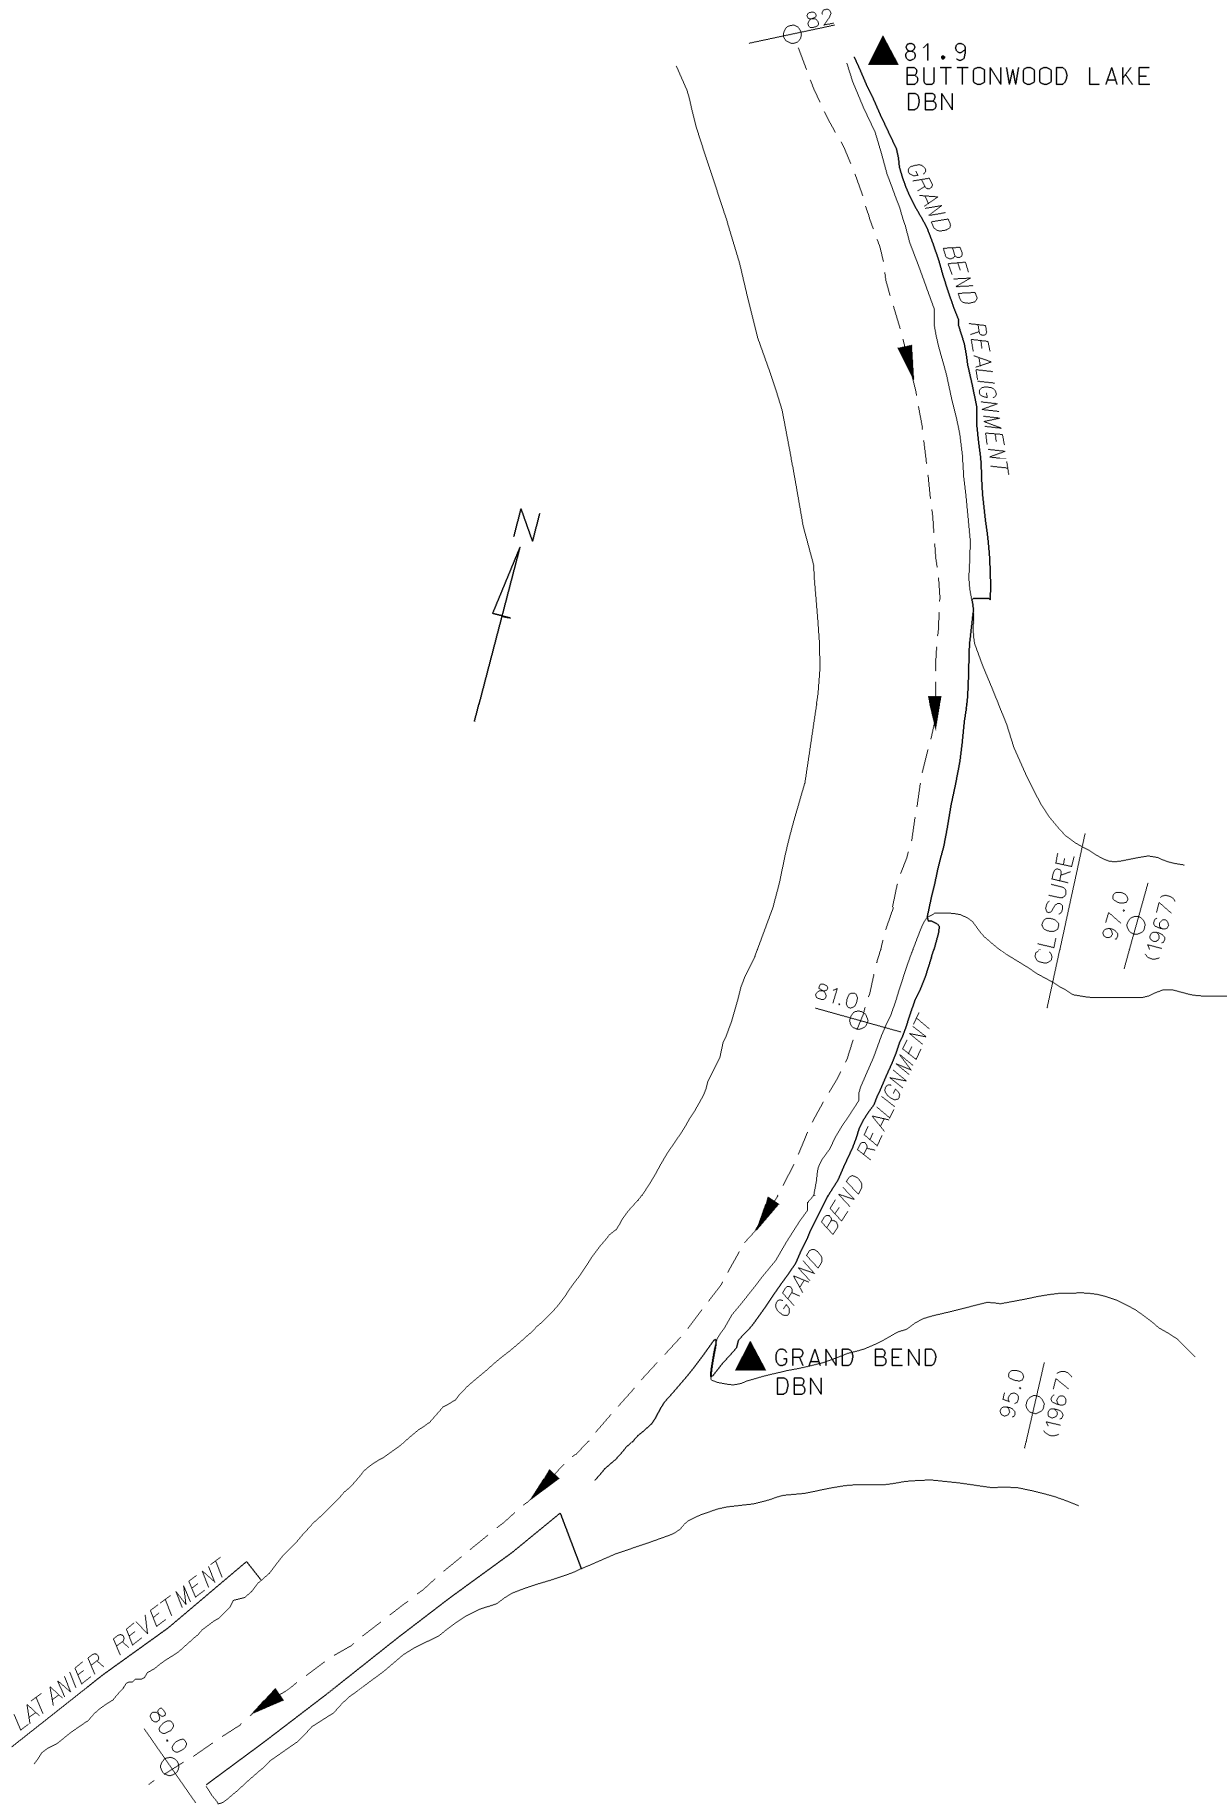 82
81.9
BUTTONWOOD LAKE
DBN
GRAND BEND REALIGNMENT
N
CLOSURE
97.0
(1967)
81.0
GRAND BEND REALIGNMENT
GRAND BEND
DBN
95.0
(1967)
LATANIER REVETMENT
80.0